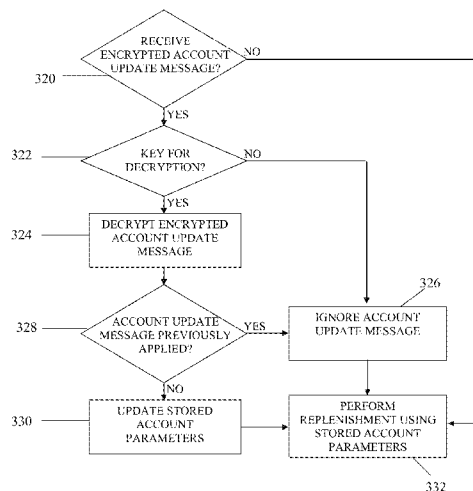 RECEIVE
ENCRYPTED ACCOUNT
UPDATE MESSAGE?
NO
320
YES
322
KEY FOR
DECRYPTION?
NO
YES
324
DECRYPT ENCRYPTED
ACCOUNT UPDATE
MESSAGE
326
328
ACCOUNT UPDATE
MESSAGE PREVIOUSLY
APPLIED?
YES
IGNORE ACCOUNT
UPDATE MESSAGE
NO
330
UPDATE STORED
ACCOUNT
PARAMETERS
PERFORM
REPLENISHMENT USING
STORED ACCOUNT
PARAMETERS
332